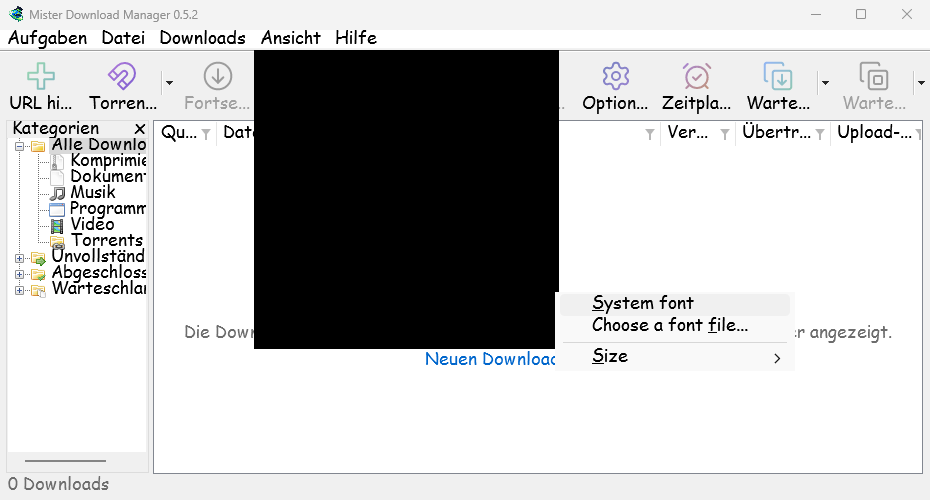 Mister Download Manager 0.5.2
Aufgaben Datei Downloads Ansicht Hilfe
URL hi... Torren... Fortse... Option... Zeitpla... Warte... Warte...
Kategorien
Qu... Date Ver... Übertr... Upload-...
Alle Downlo
Komprimie
Dokument
Musik
Programm
Video
Torrents
Unvollständ
Abgeschloss
Warteschlan
System font
Choose a font file...
Size
Die Down er angezeigt.
Neuen Download
0 Downloads